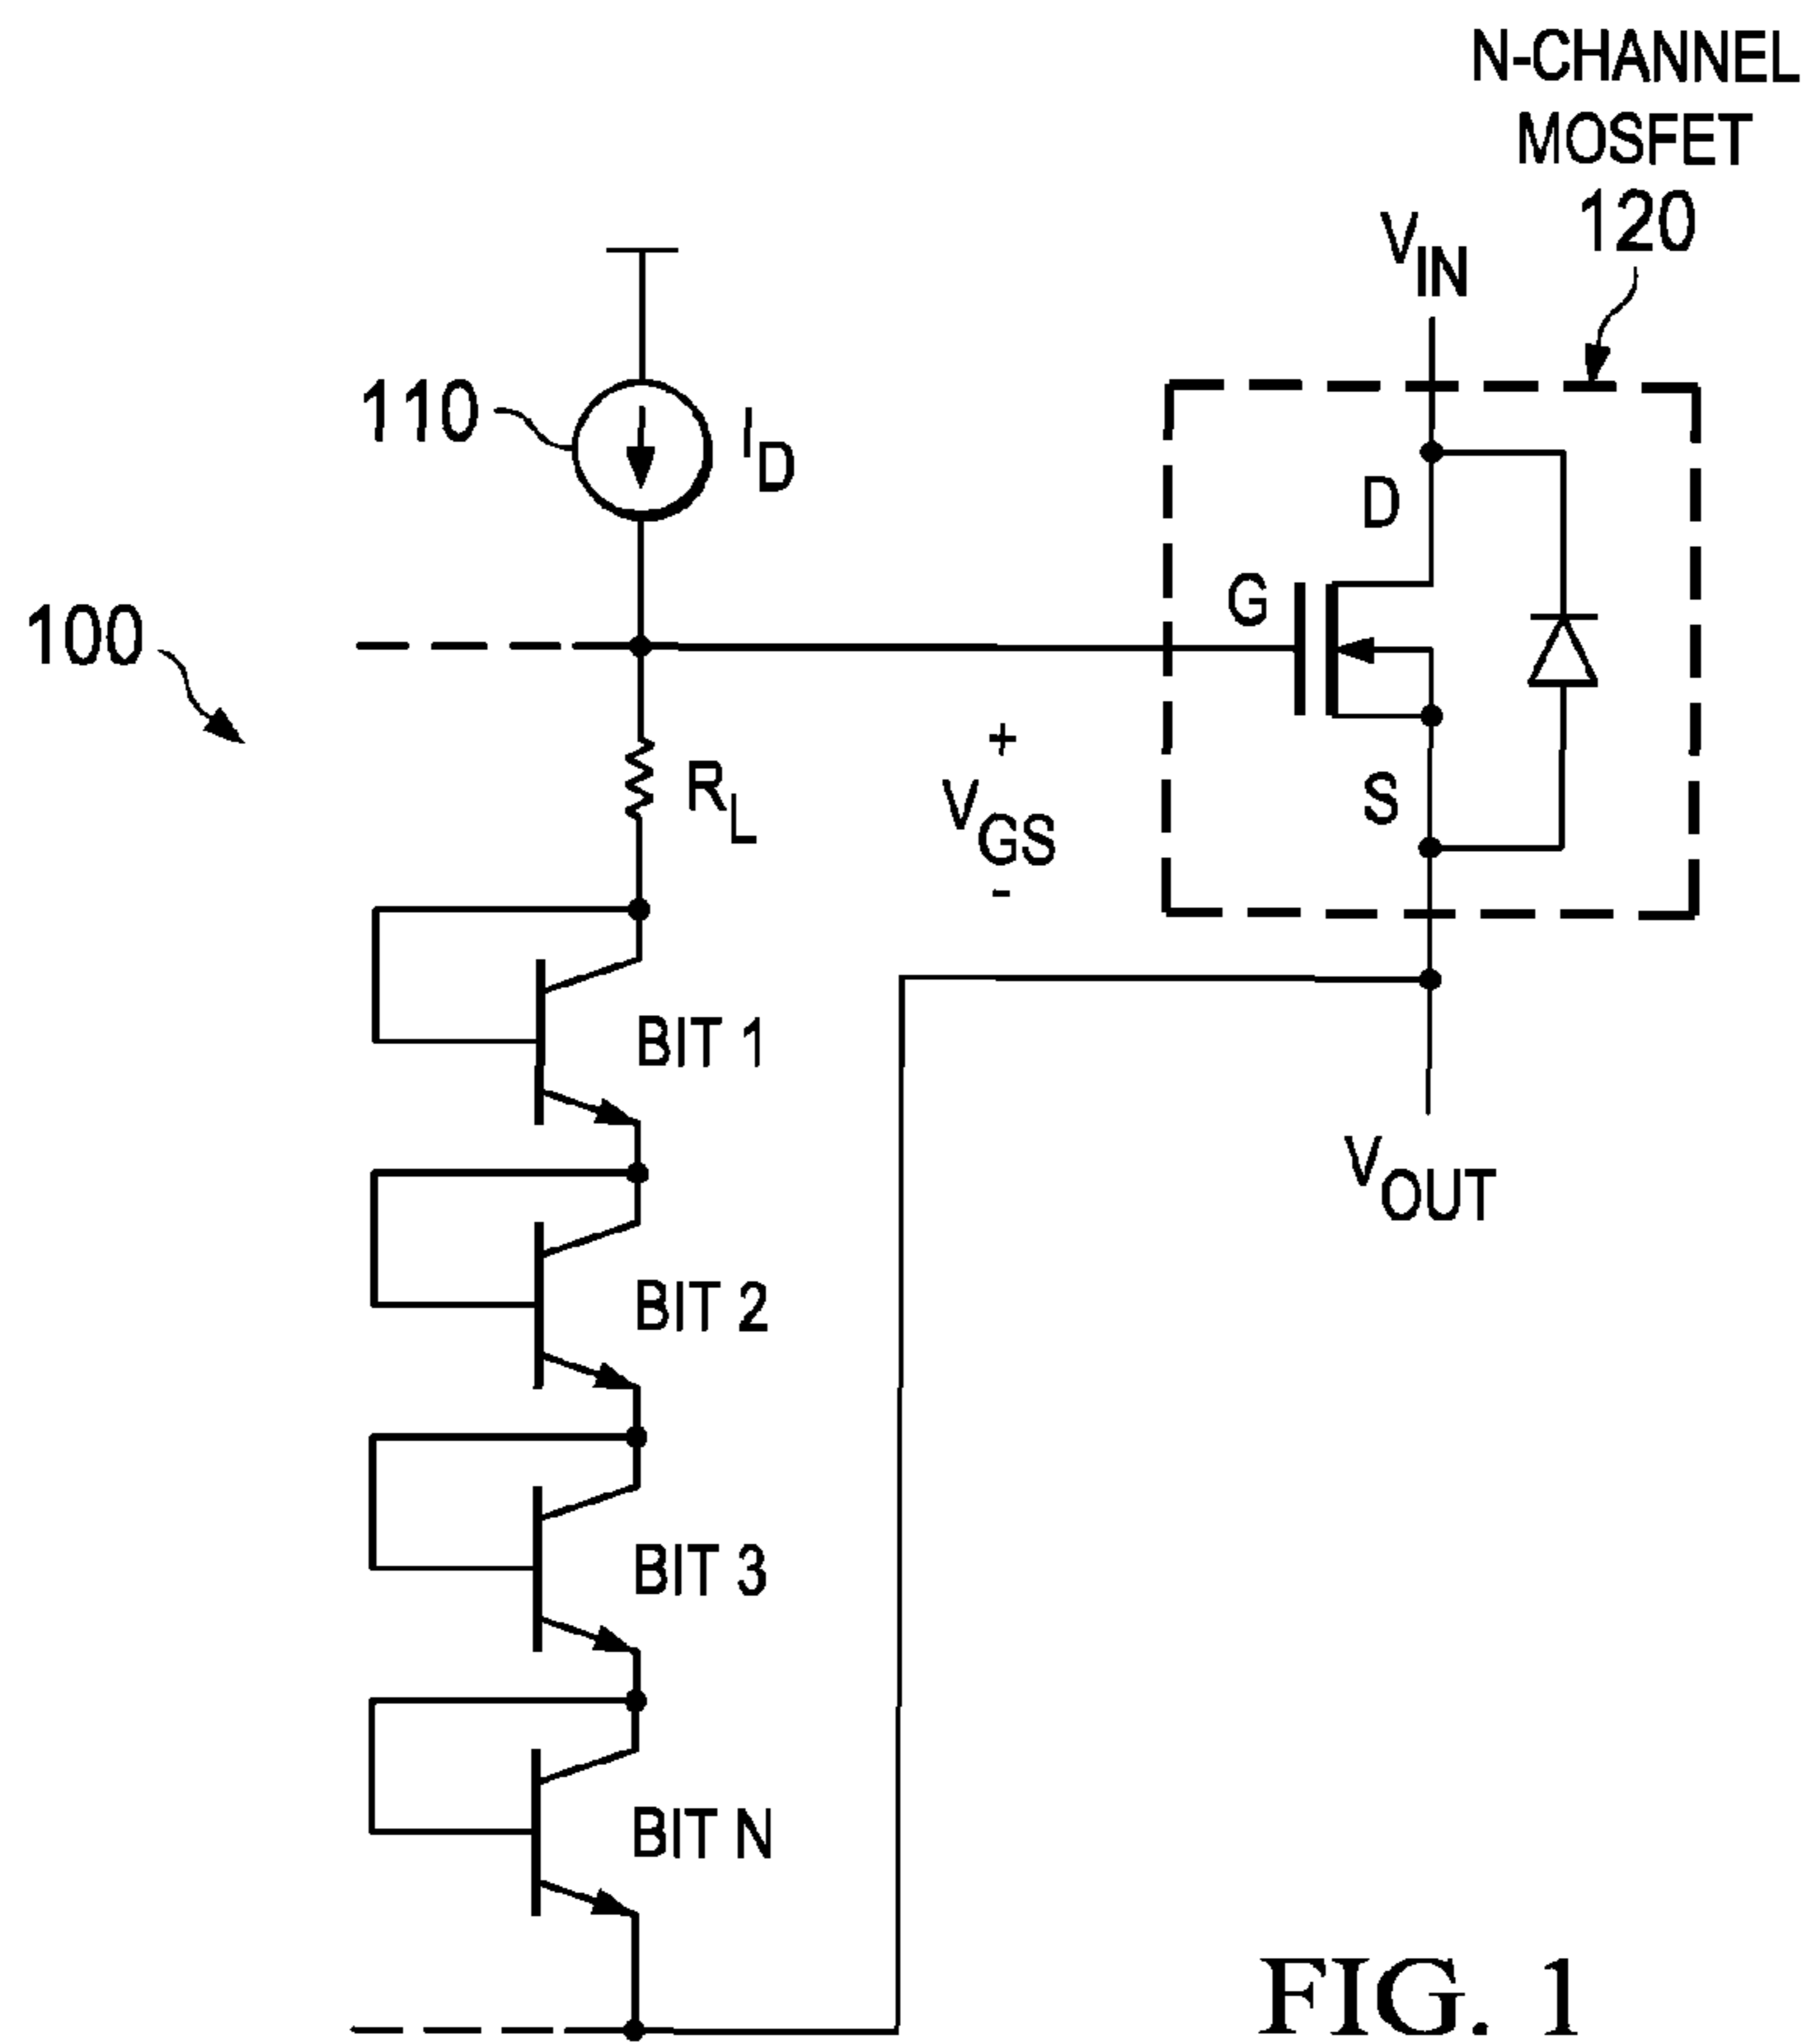 N-CHANNEL
MOSFET
120
VIN
110
ID
D
G
100
+
VGS
-
S
RL
BIT 1
VOUT
BIT 2
BIT 3
BIT N
FIG. 1